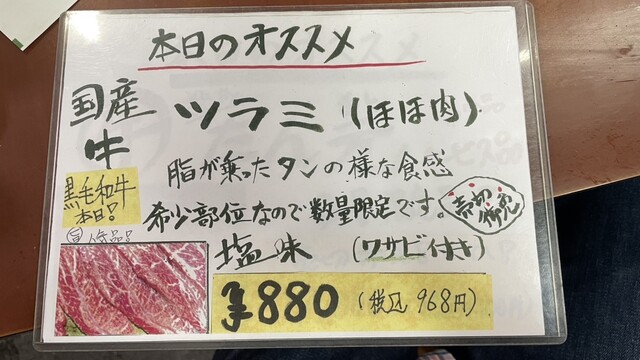 本日のオススメ
国産牛 ツラミ (ほほ肉)
脂が乗ったタンの様な食感
黒毛和牛
本日!
希少部位なので数量限定です。
売切御免
塩味 (ワサビ付き)
¥880 (税込968円)